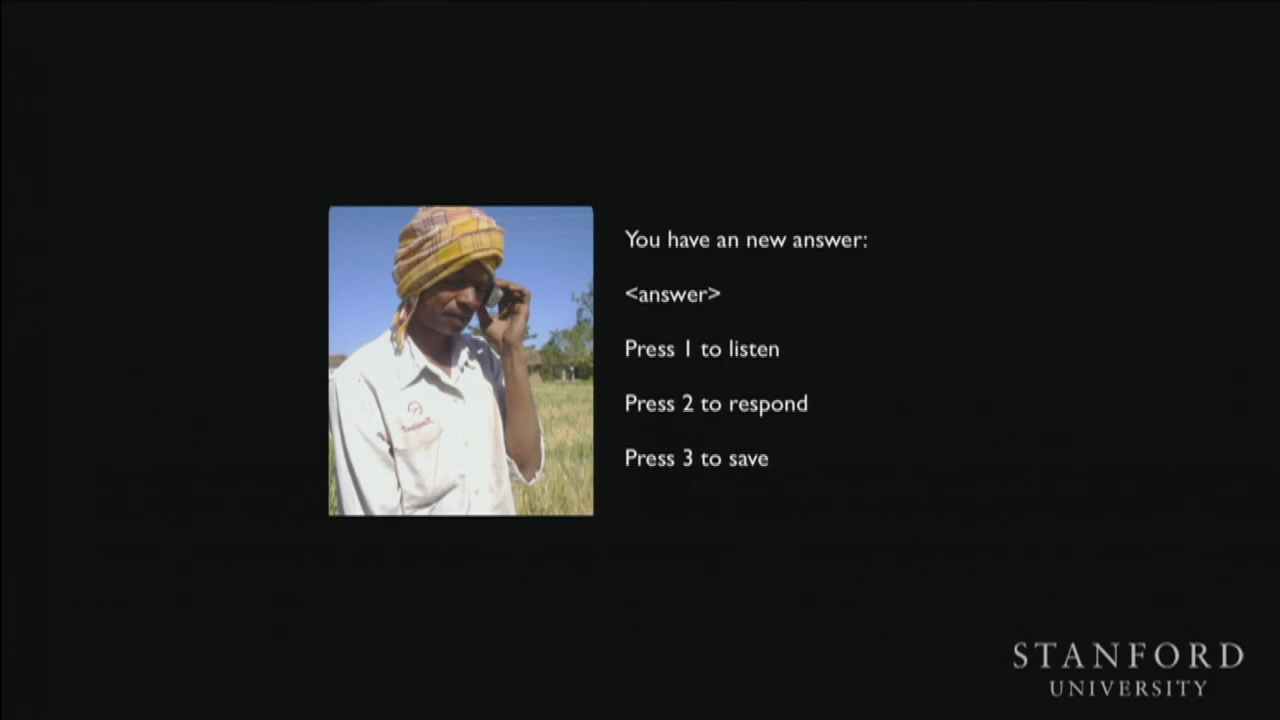 You have an new answer:
<answer>
Press 1 to listen
Press 2 to respond
Press 3 to save
STANFORD
UNIVERSITY